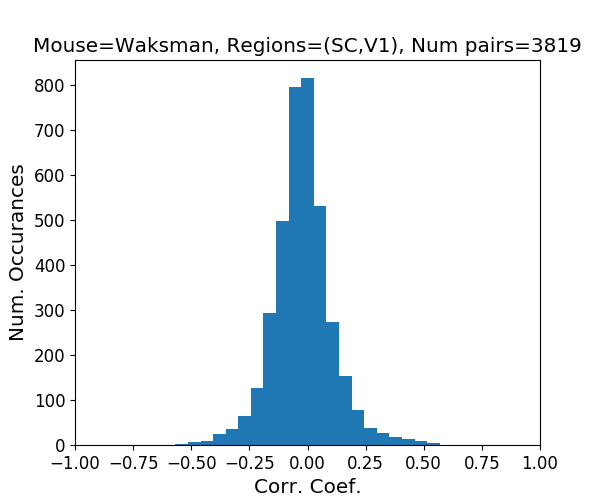 Mouse=Waksman, Regions=(SC,V1), Num pairs=3819
Num. Occurances
800
700
600
500
400
300
200
100
0
−1.00 −0.75 −0.50 −0.25 0.00 0.25 0.50 0.75 1.00
Corr. Coef.